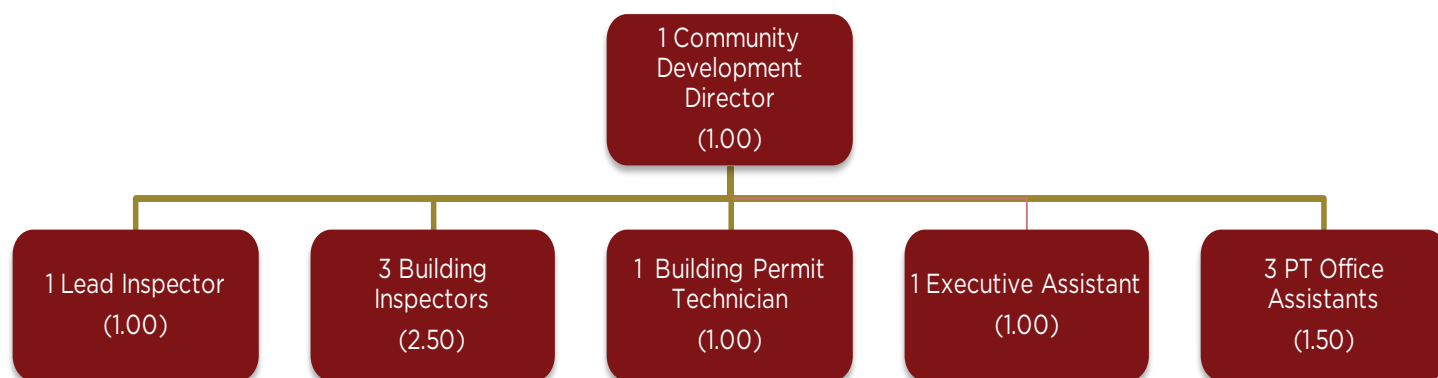 1 Community
Development
Director
(1.00)
1 Lead Inspector
(1.00)
3 Building
Inspectors
(2.50)
1 Building Permit
Technician
(1.00)
1 Executive Assistant
(1.00)
3 PT Office
Assistants
(1.50)